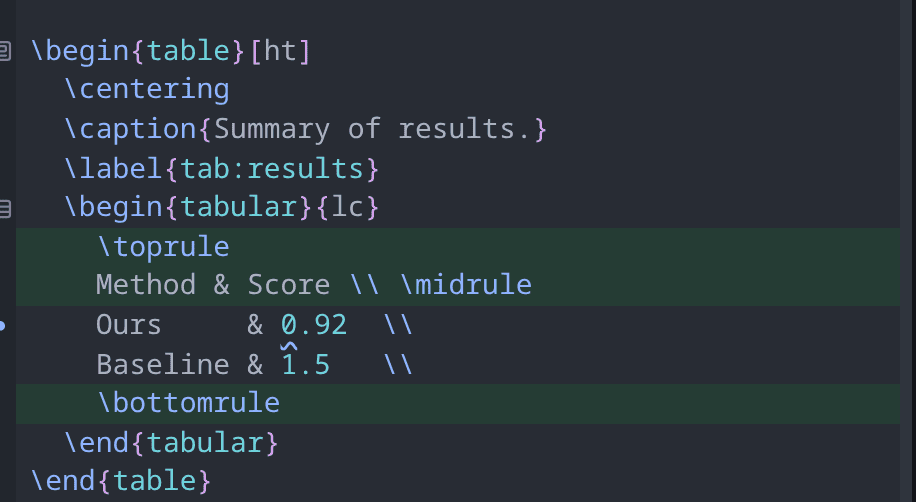 \begin{table}[ht]
  \centering
  \caption{Summary of results.}
  \label{tab:results}
  \begin{tabular}{lc}
    \toprule
    Method & Score \\ \midrule
    Ours     & 0.92  \\
    Baseline & 1.5   \\
    \bottomrule
  \end{tabular}
\end{table}